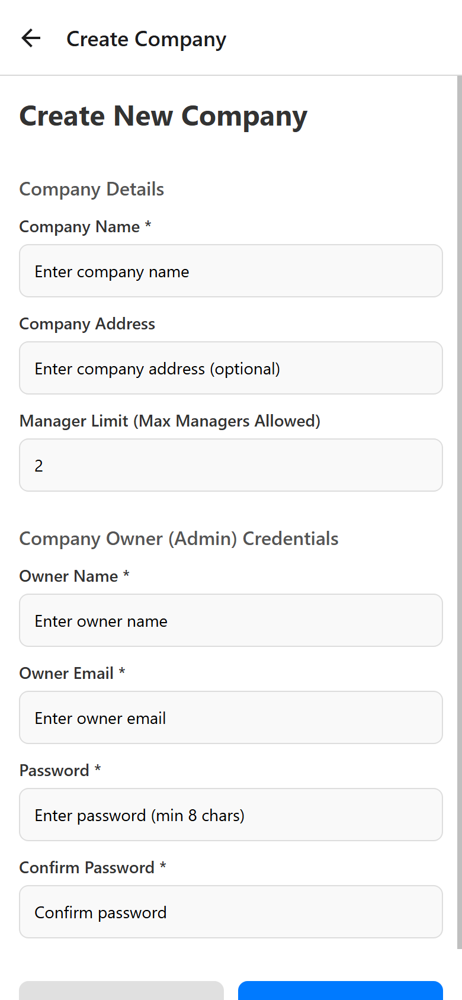 Create Company
Create New Company
Company Details
Company Name *
Enter company name
Company Address
Enter company address (optional)
Manager Limit (Max Managers Allowed)
2
Company Owner (Admin) Credentials
Owner Name *
Enter owner name
Owner Email *
Enter owner email
Password *
Enter password (min 8 chars)
Confirm Password *
Confirm password